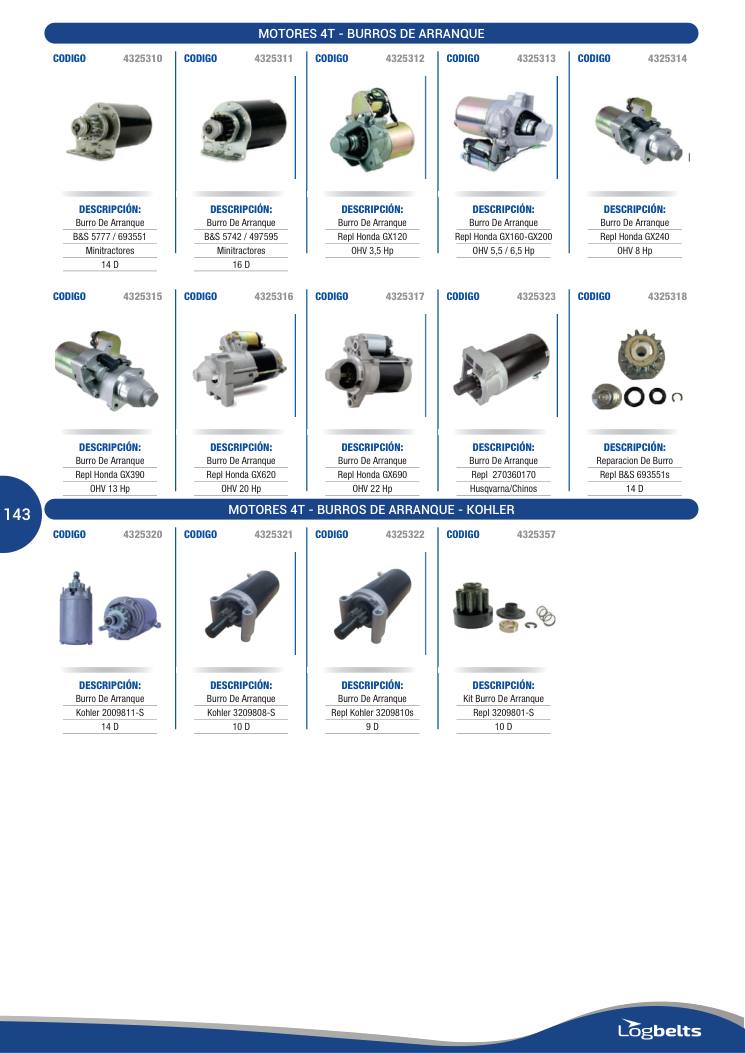 MOTORES 4T - BURROS DE ARRANQUE
CODIGO 4325310
DESCRIPCIÓN:
Burro De Arranque
B&S 5777 / 693551
Minitractores
14 D
CODIGO 4325311
DESCRIPCIÓN:
Burro De Arranque
B&S 5742 / 497595
Minitractores
16 D
CODIGO 4325312
DESCRIPCIÓN:
Burro De Arranque
Repl Honda GX120
OHV 3,5 Hp
CODIGO 4325313
DESCRIPCIÓN:
Burro De Arranque
Repl Honda GX160-GX200
OHV 5,5 / 6,5 Hp
CODIGO 4325314
DESCRIPCIÓN:
Burro De Arranque
Repl Honda GX240
OHV 8 Hp
CODIGO 4325315
DESCRIPCIÓN:
Burro De Arranque
Repl Honda GX390
OHV 13 Hp
CODIGO 4325316
DESCRIPCIÓN:
Burro De Arranque
Repl Honda GX620
OHV 20 Hp
CODIGO 4325317
DESCRIPCIÓN:
Burro De Arranque
Repl Honda GX690
OHV 22 Hp
CODIGO 4325323
DESCRIPCIÓN:
Burro De Arranque
Repl 270360170
Husqvarna/Chinos
CODIGO 4325318
DESCRIPCIÓN:
Reparacion De Burro
Repl B&S 693551s
14 D
143
MOTORES 4T - BURROS DE ARRANQUE - KOHLER
CODIGO 4325320
DESCRIPCIÓN:
Burro De Arranque
Kohler 2009811-S
14 D
CODIGO 4325321
DESCRIPCIÓN:
Burro De Arranque
Kohler 3209808-S
10 D
CODIGO 4325322
DESCRIPCIÓN:
Burro De Arranque
Repl Kohler 3209810s
9 D
CODIGO 4325357
DESCRIPCIÓN:
Kit Burro De Arranque
Repl 3209801-S
10 D
Logbelts